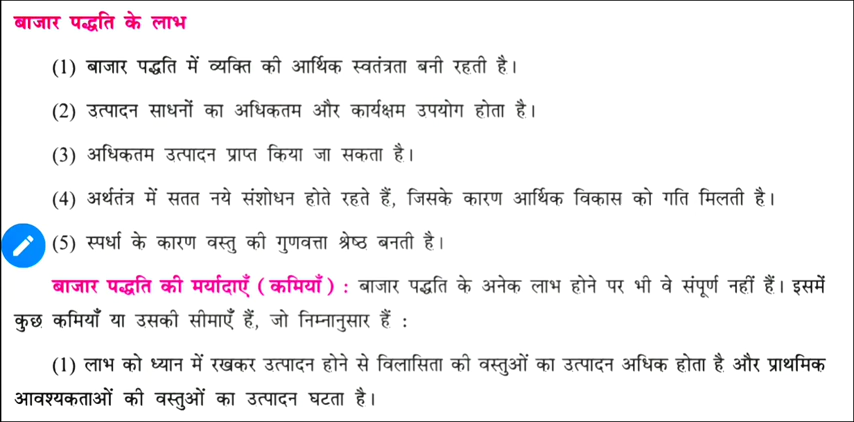 बाजार पद्धति के लाभ
(1) बाजार पद्धति में व्यक्ति की आर्थिक स्वतंत्रता बनी रहती है।
(2) उत्पादन साधनों का अधिकतम और कार्यक्षम उपयोग होता है।
(3) अधिकतम उत्पादन प्राप्त किया जा सकता है।
(4) अर्थतंत्र में सतत नये संशोधन होते रहते हैं, जिसके कारण आर्थिक विकास को गति मिलती है।
(5) स्पर्धा के कारण वस्तु की गुणवत्ता श्रेष्ठ बनती है।
बाजार पद्धति की मर्यादाएँ ( कमियाँ ) : बाजार पद्धति के अनेक लाभ होने पर भी वे संपूर्ण नहीं हैं। इसमें
कुछ कमियाँ या उसकी सीमाएँ हैं, जो निम्नानुसार हैं :
(1) लाभ को ध्यान में रखकर उत्पादन होने से विलासिता की वस्तुओं का उत्पादन अधिक होता है और प्राथमिक
आवश्यकताओं की वस्तुओं का उत्पादन घटता है।